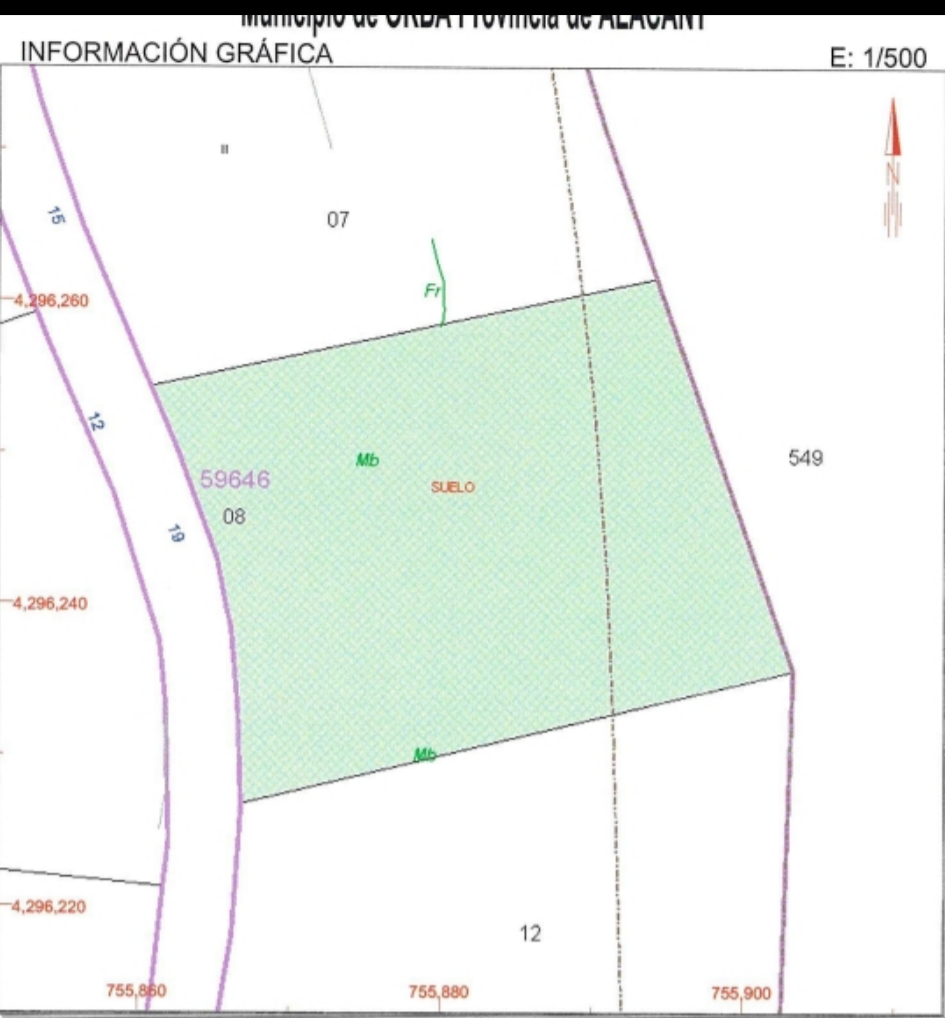 Municipio de ORBA Provincia de ALACANT
INFORMACIÓN GRÁFICA E: 1/500
II
N
15
07
Fr
4,296,260
12
Mb
549
59646
SUELO
08
19
4,296,240
Mb
4,296,220
12
755,860 755,880 755,900